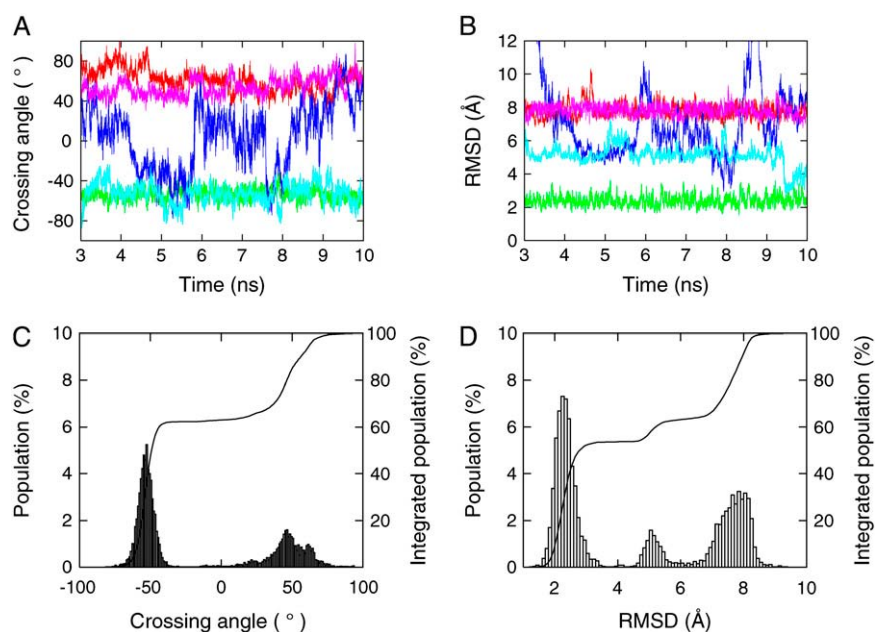 A
Crossing angle ( ° )
80
40
0
-40
-80
3 4 5 6 7 8 9 10
Time (ns)
B
RMSD (Å)
12
10
8
6
4
2
0
3 4 5 6 7 8 9 10
Time (ns)
C
Population (%)
10
8
6
4
2
0
-100 -50 0 50 100
Crossing angle ( ° )
100
80
60
40
20
Integrated population (%)
D
Population (%)
10
8
6
4
2
0
2 4 6 8 10
RMSD (Å)
100
80
60
40
20
Integrated population (%)